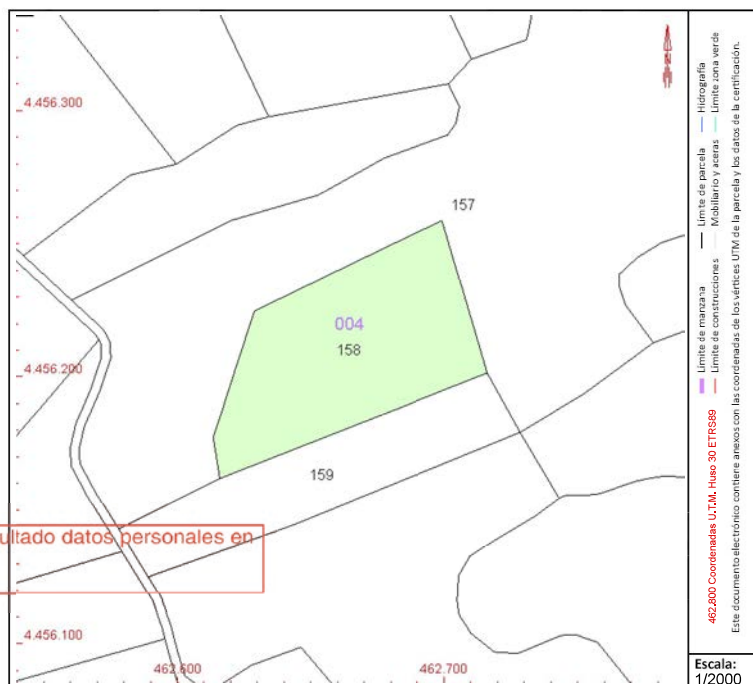 4.456.300
157
004
158
4.456.200
159
ultado datos personales en
4.456.100
462.600
462.700
Límite de manzana
Límite de parcela
Hidrografía
Límite de construcciones
Mobiliario y aceras
Límite zona verde
462.800 Coordenadas U.T.M. Huso 30 ETRS89
Este documento electrónico contiene anexos con las coordenadas de los vértices UTM de la parcela y los datos de la certificación.
Escala:
1/2000